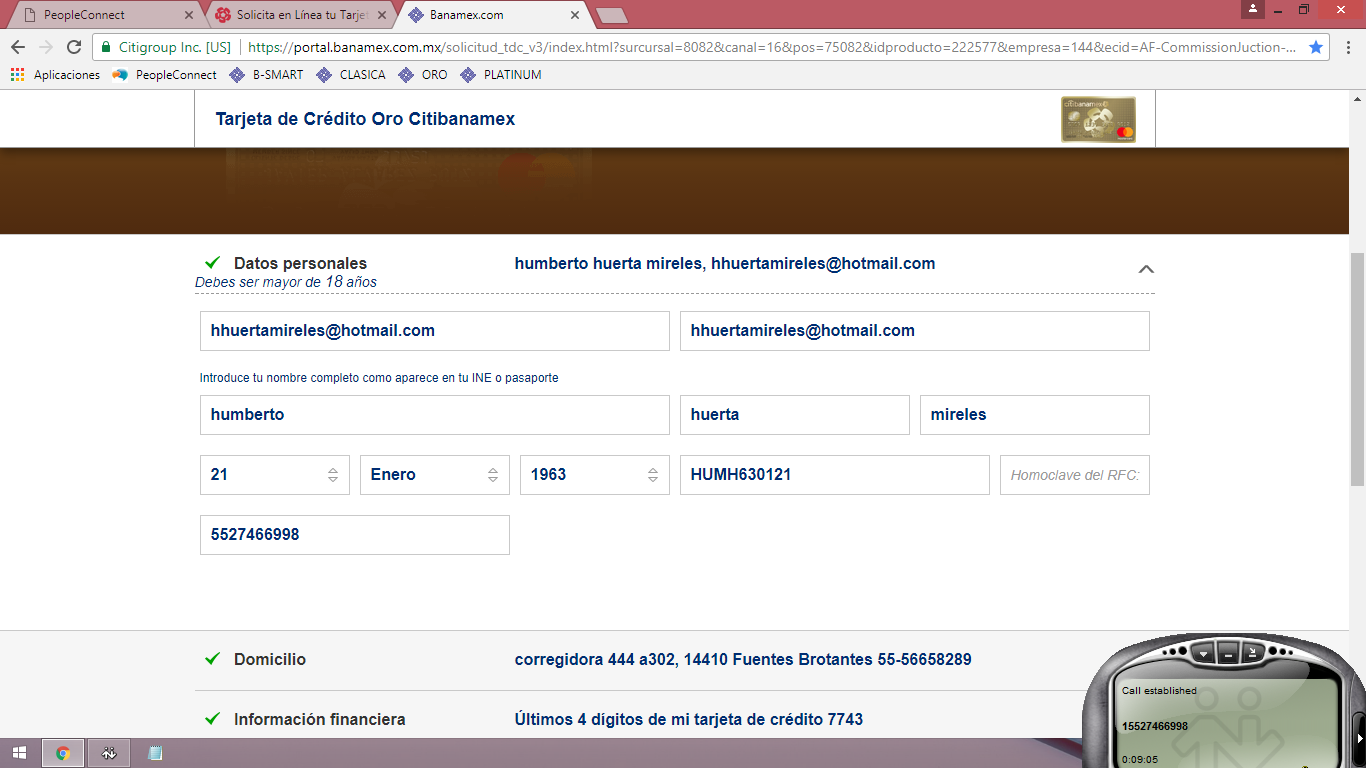 PeopleConnect
Solicita en Línea tu Tarjet
Banamex.com
Citigroup Inc. [US]
https://portal.banamex.com.mx/solicitud_tdc_v3/index.html?surcursal=8082&canal=16&pos=75082&idproducto=222577&empresa=144&ecid=AF-CommissionJuction-...
Aplicaciones PeopleConnect B-SMART CLASICA ORO PLATINUM
Tarjeta de Crédito Oro Citibanamex
citibanamex
Datos personales humberto huerta mireles, hhuertamireles@hotmail.com
Debes ser mayor de 18 años
hhuertamireles@hotmail.com hhuertamireles@hotmail.com
Introduce tu nombre completo como aparece en tu INE o pasaporte
humberto huerta mireles
21 Enero 1963 HUMH630121 Homoclave del RFC:
5527466998
Domicilio corregidora 444 a302, 14410 Fuentes Brotantes 55-56658289
Información financiera Últimos 4 dígitos de mi tarjeta de crédito 7743
Call established
15527466998
0:09:05